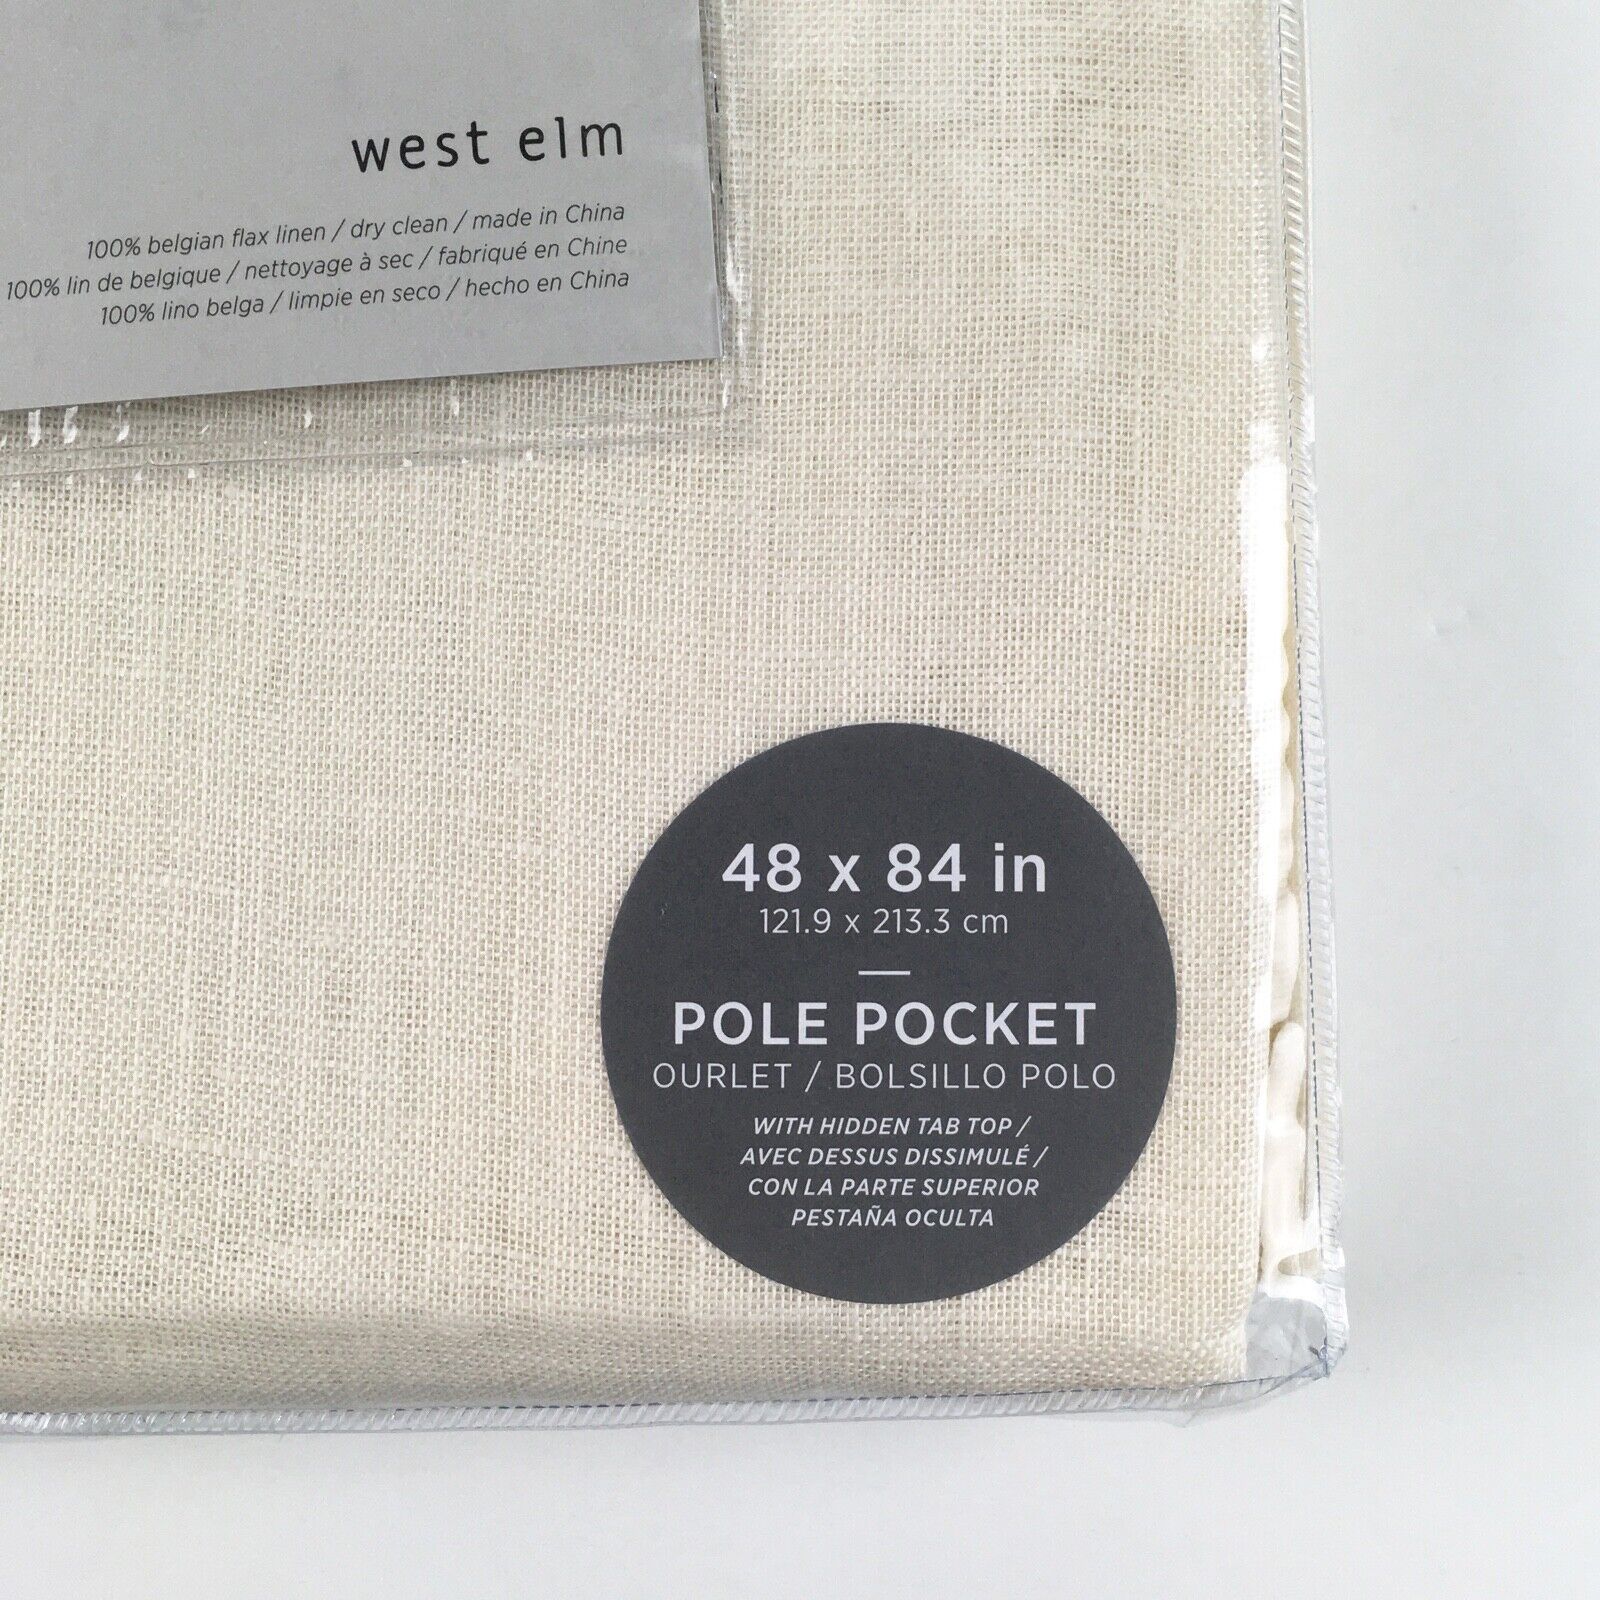 west elm
100% belgian flax linen / dry clean / made in China
100% lin de belgique / nettoyage à sec / fabriqué en Chine
100% lino belga / limpie en seco / hecho en China
48 x 84 in
121.9 x 213.3 cm
POLE POCKET
OURLET / BOLSILLO POLO
WITH HIDDEN TAB TOP /
AVEC DESSUS DISSIMULÉ /
CON LA PARTE SUPERIOR
PESTAÑA OCULTA